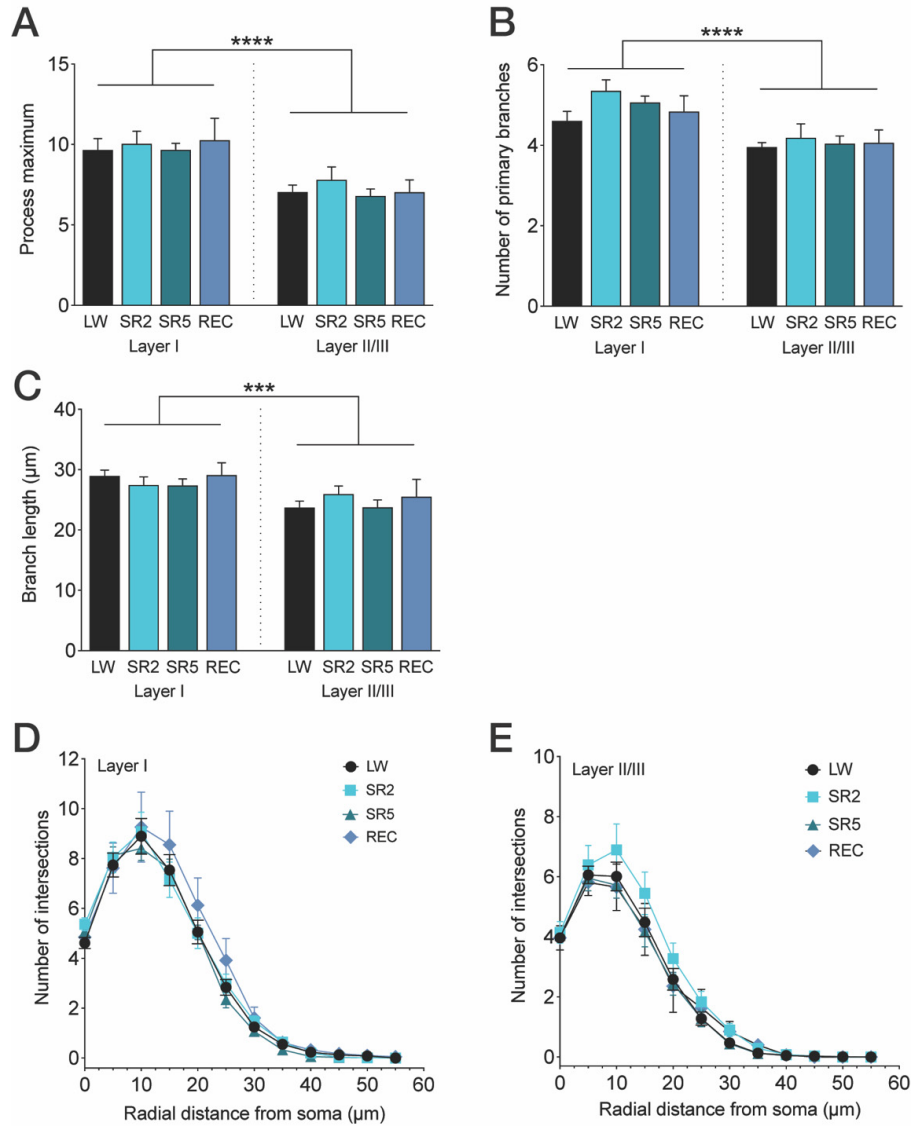 A
****
Process maximum
15
10
5
0
LW SR2 SR5 REC LW SR2 SR5 REC
Layer I Layer II/III
B
****
Number of primary branches
6
4
2
0
LW SR2 SR5 REC LW SR2 SR5 REC
Layer I Layer II/III
C
***
Branch length (µm)
40
30
20
10
0
LW SR2 SR5 REC LW SR2 SR5 REC
Layer I Layer II/III
D
Layer I
LW
SR2
SR5
REC
Number of intersections
12
10
8
6
4
2
0
0 10 20 30 40 50 60
Radial distance from soma (µm)
E
Layer II/III
LW
SR2
SR5
REC
Number of intersections
10
8
6
4
2
0
0 10 20 30 40 50 60
Radial distance from soma (µm)